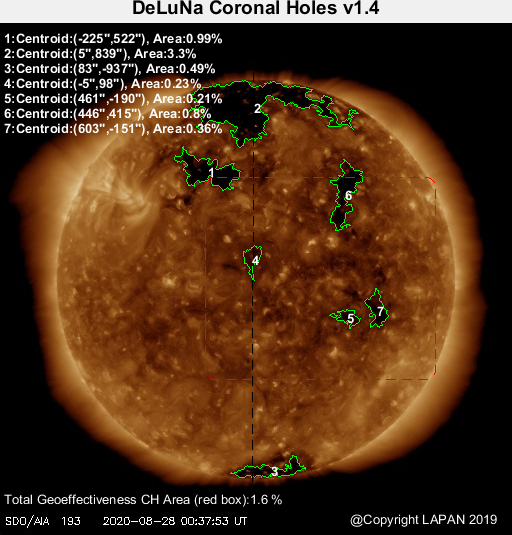 DeLuNa Coronal Holes v1.4
1:Centroid:(-225",522"), Area:0.99%
2:Centroid:(5",839"), Area:3.3%
3:Centroid:(83",-937"), Area:0.49%
4:Centroid:(-5",98"), Area:0.23%
5:Centroid:(461",-190"), Area:0.21%
6:Centroid:(446",415"), Area:0.8%
7:Centroid:(603",-151"), Area:0.36%
2
1
6
4
7
5
3
Total Geoeffectiveness CH Area (red box):1.6 %
SDO/AIA 193 2020-08-28 00:37:53 UT
@Copyright LAPAN 2019